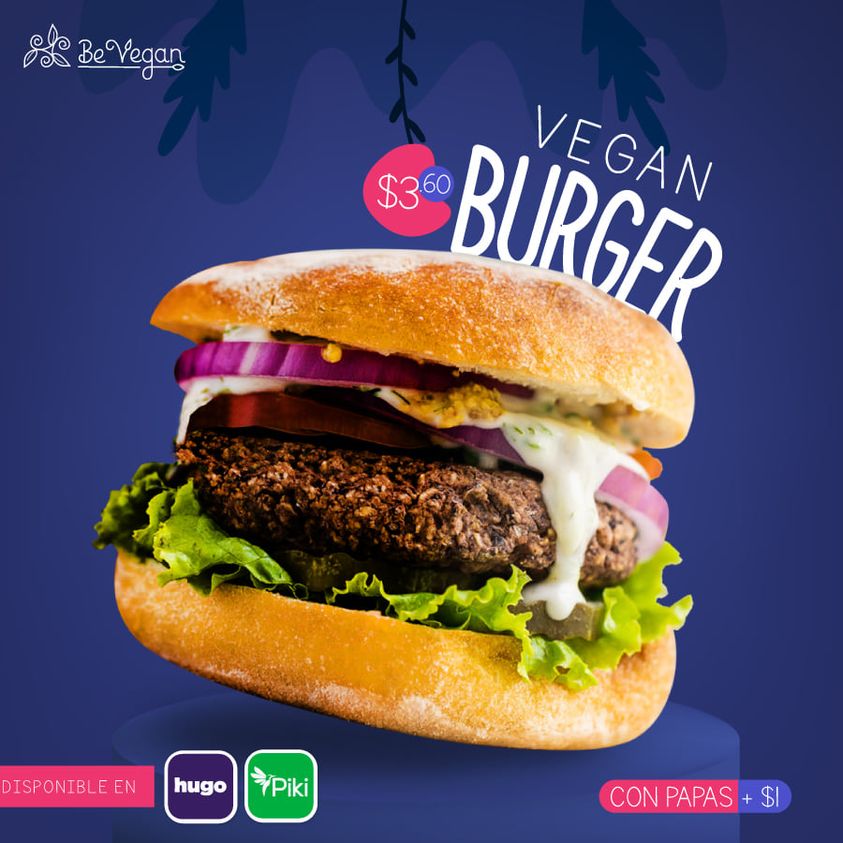 Be Vegan
VEGAN
$3.60
BURGER
DISPONIBLE EN
hugo
Piki
CON PAPAS + $1